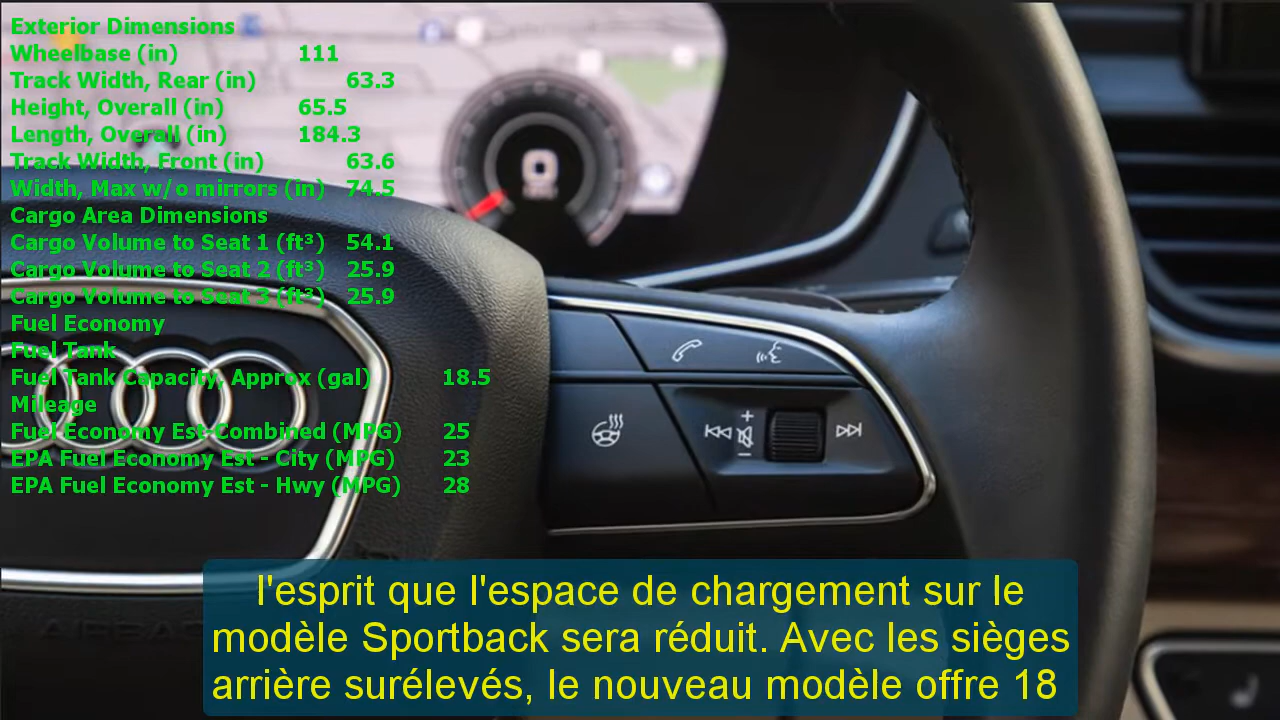 Exterior Dimensions
Wheelbase (in) 111
Track Width, Rear (in) 63.3
Height, Overall (in) 65.5
Length, Overall (in) 184.3
Track Width, Front (in) 63.6
Width, Max w/o mirrors (in) 74.5
Cargo Area Dimensions
Cargo Volume to Seat 1 (ft³) 54.1
Cargo Volume to Seat 2 (ft³) 25.9
Cargo Volume to Seat 3 (ft³) 25.9
Fuel Economy
Fuel Tank
Fuel Tank Capacity, Approx (gal) 18.5
Mileage
Fuel Economy Est-Combined (MPG) 25
EPA Fuel Economy Est - City (MPG) 23
EPA Fuel Economy Est - Hwy (MPG) 28
AIRBAG
l'esprit que l'espace de chargement sur le
modèle Sportback sera réduit. Avec les sièges
arrière surélevés, le nouveau modèle offre 18